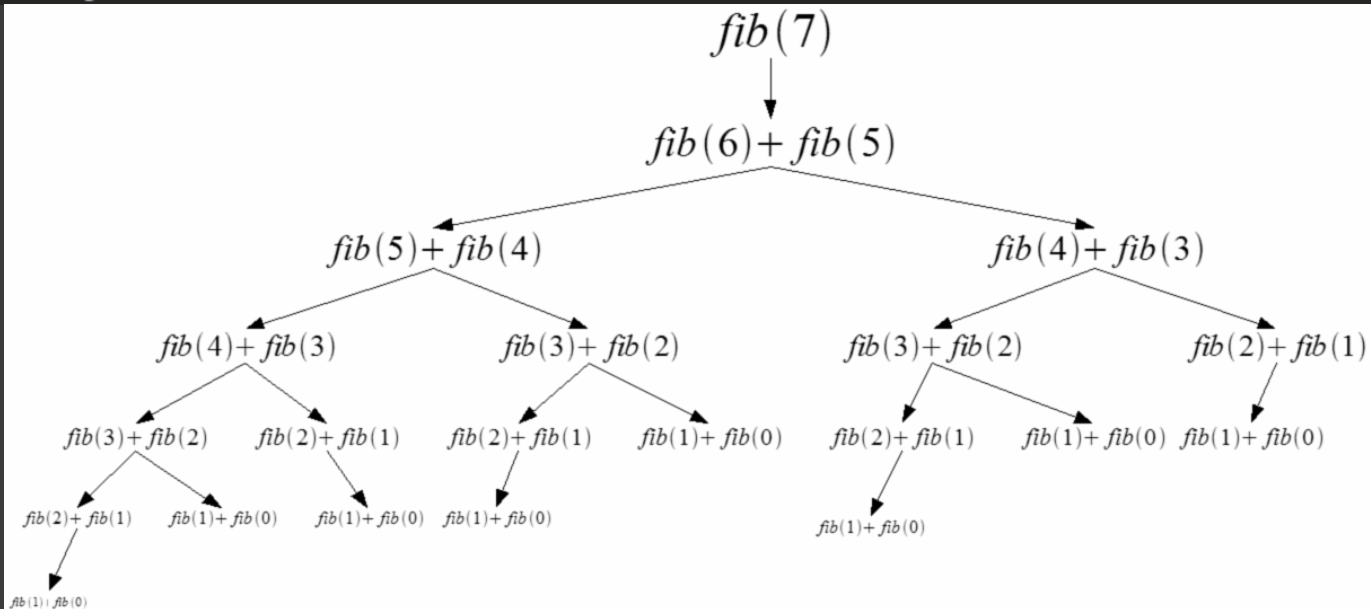 fib(7)
fib(6)+ fib(5)
fib(5)+ fib(4) fib(4)+ fib(3)
fib(4)+ fib(3) fib(3)+ fib(2) fib(3)+ fib(2) fib(2)+ fib(1)
fib(3)+ fib(2) fib(2)+ fib(1) fib(2)+ fib(1) fib(1)+ fib(0) fib(2)+ fib(1) fib(1)+ fib(0) fib(1)+ fib(0)
fib(2)+ fib(1) fib(1)+ fib(0) fib(1)+ fib(0) fib(1)+ fib(0) fib(1)+ fib(0)
fib(1)+ fib(0)